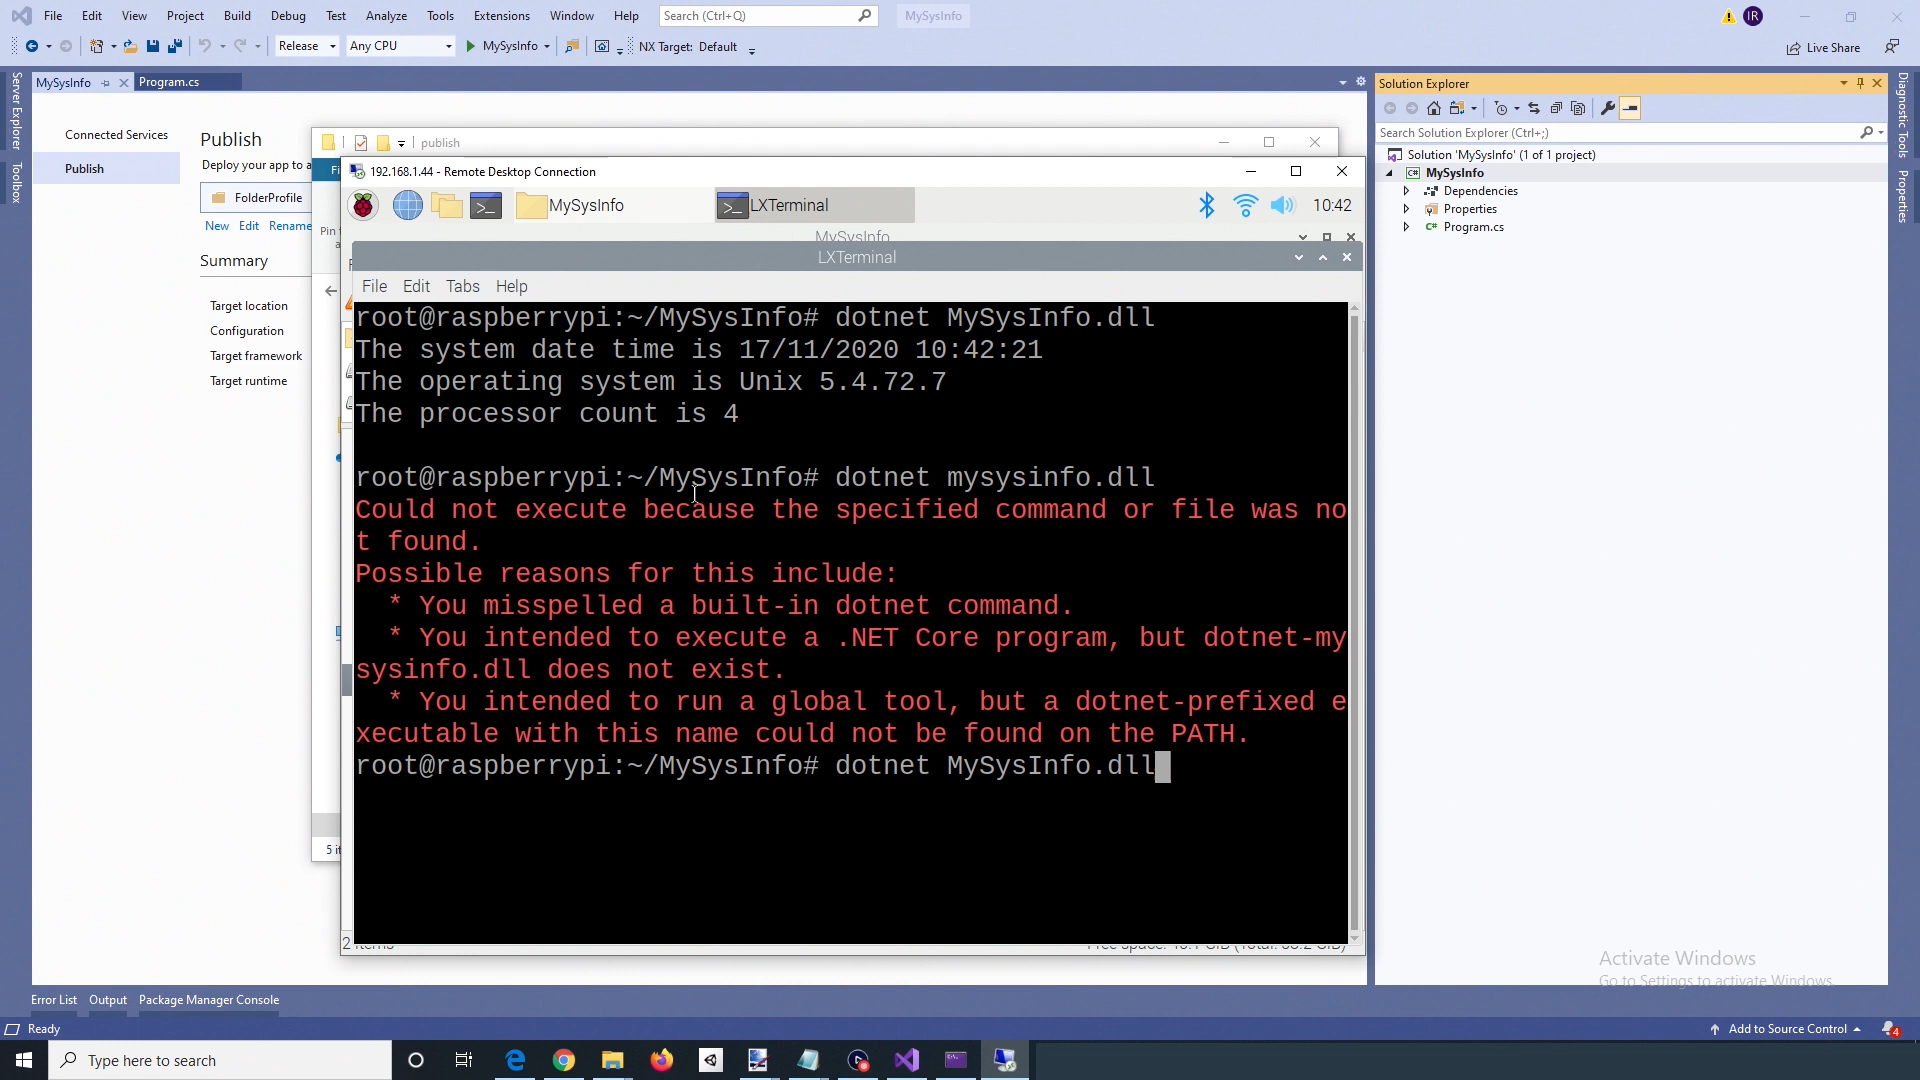 File Edit View Project Build Debug Test Analyze Tools Extensions Window Help Search (Ctrl+Q) MySysInfo IR
Release Any CPU MySysInfo NX Target: Default Live Share
MySysInfo Program.cs
Server Explorer
Toolbox
Connected Services
Publish
Publish
Deploy your app to a
FolderProfile
New Edit Rename
Summary
Target location
Configuration
Target framework
Target runtime
publish
192.168.1.44 - Remote Desktop Connection
MySysInfo LXTerminal 10:42
MySysInfo
LXTerminal
File Edit Tabs Help
root@raspberrypi:~/MySysInfo# dotnet MySysInfo.dll
The system date time is 17/11/2020 10:42:21
The operating system is Unix 5.4.72.7
The processor count is 4
root@raspberrypi:~/MySysInfo# dotnet mysysinfo.dll
Could not execute because the specified command or file was no
t found.
Possible reasons for this include:
* You misspelled a built-in dotnet command.
* You intended to execute a .NET Core program, but dotnet-my
sysinfo.dll does not exist.
* You intended to run a global tool, but a dotnet-prefixed e
xecutable with this name could not be found on the PATH.
root@raspberrypi:~/MySysInfo# dotnet MySysInfo.dll
Solution Explorer
Search Solution Explorer (Ctrl+;)
Solution 'MySysInfo' (1 of 1 project)
MySysInfo
Dependencies
Properties
Program.cs
Diagnostic Tools
Properties
Activate Windows
Go to Settings to activate Windows.
Error List Output Package Manager Console
Ready Add to Source Control 4
Type here to search